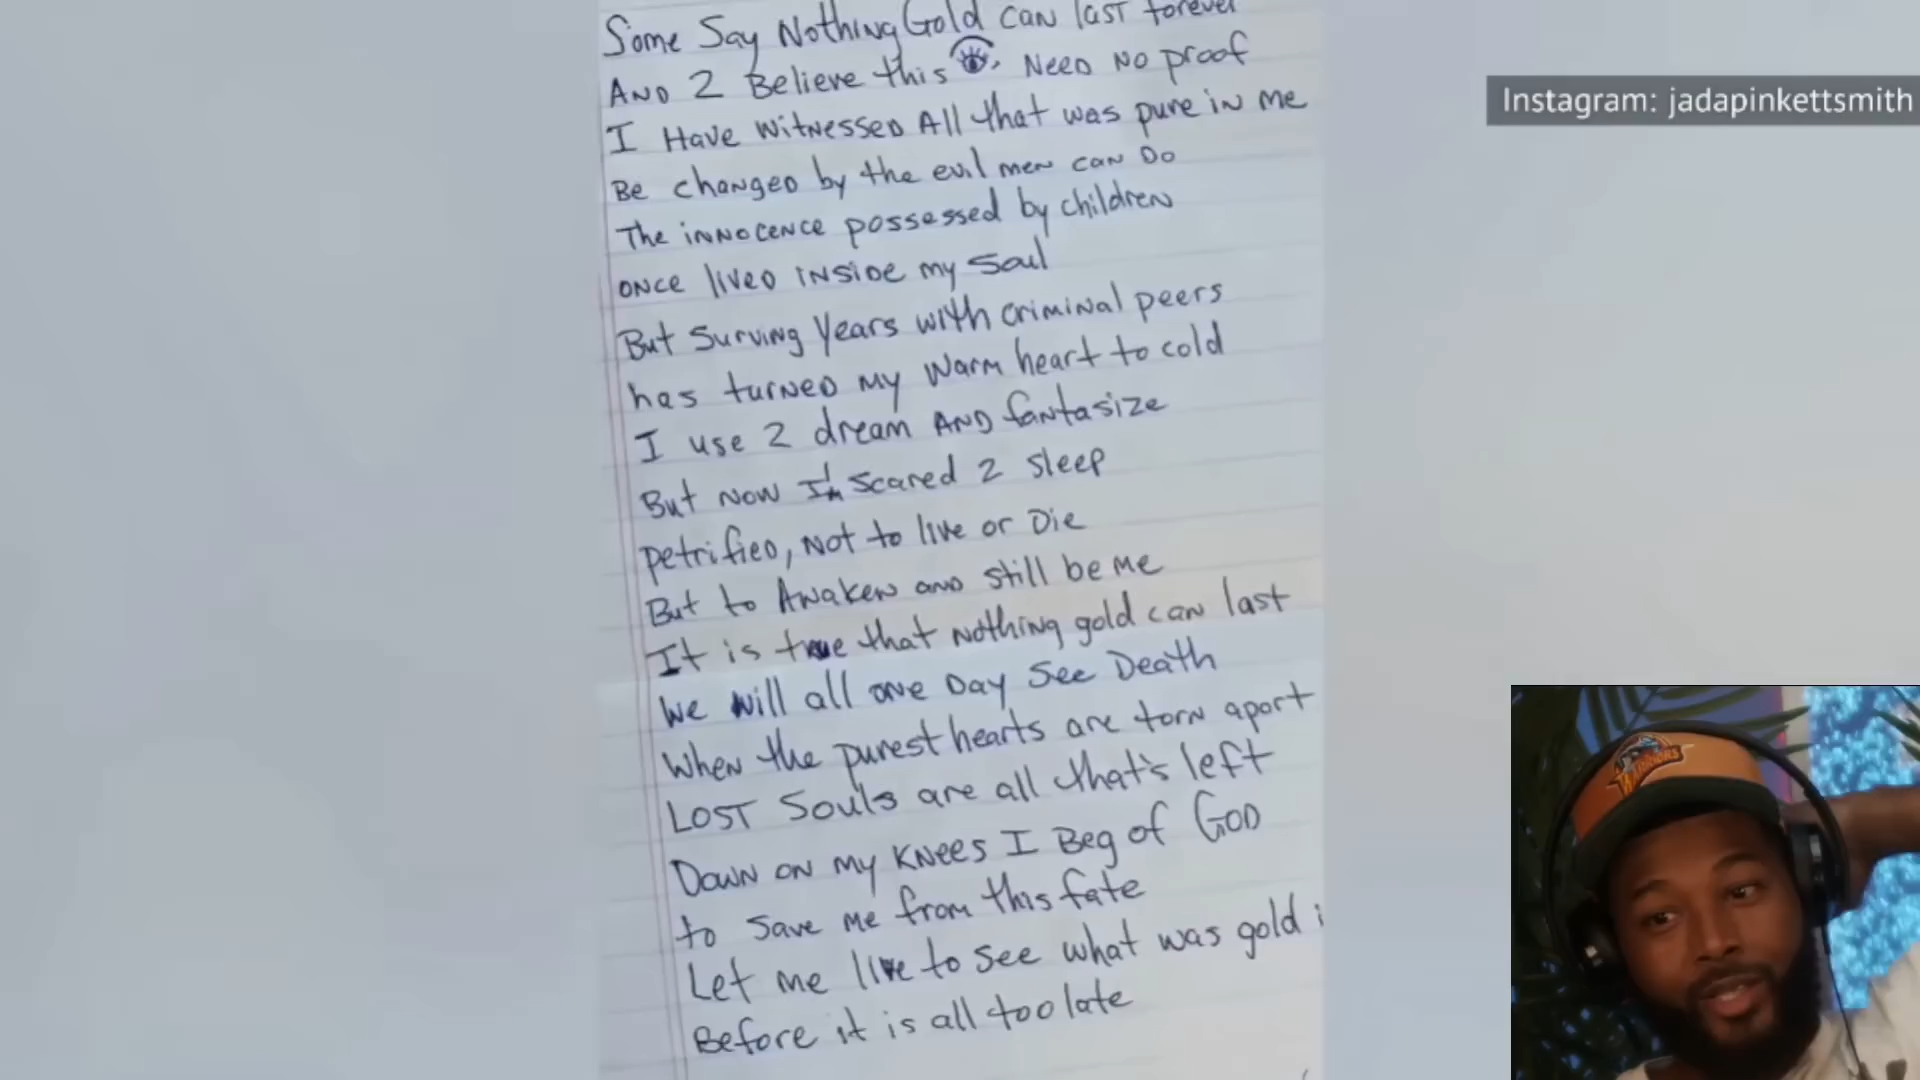 Some Say Nothing Gold can last forever
AND 2 Believe this 👁, NEED NO proof
I Have witnessed All that was pure in me
Be changed by the evil men can Do
The innocence possessed by children
once lived inside my soul
But Surving Years with criminal peers
has turned my warm heart to cold
I use 2 dream AND fantasize
But now I'm scared 2 sleep
petrified, Not to live or Die
But to Awaken and still be me
It is true that nothing gold can last
We will all one Day See Death
When the purest hearts are torn apart
LOST Souls are all that's left
Down on my knees I Beg of GOD
to save me from this fate
Let me live to see what was gold i
Before it is all too late
Instagram: jadapinkettsmith
WARRIORS